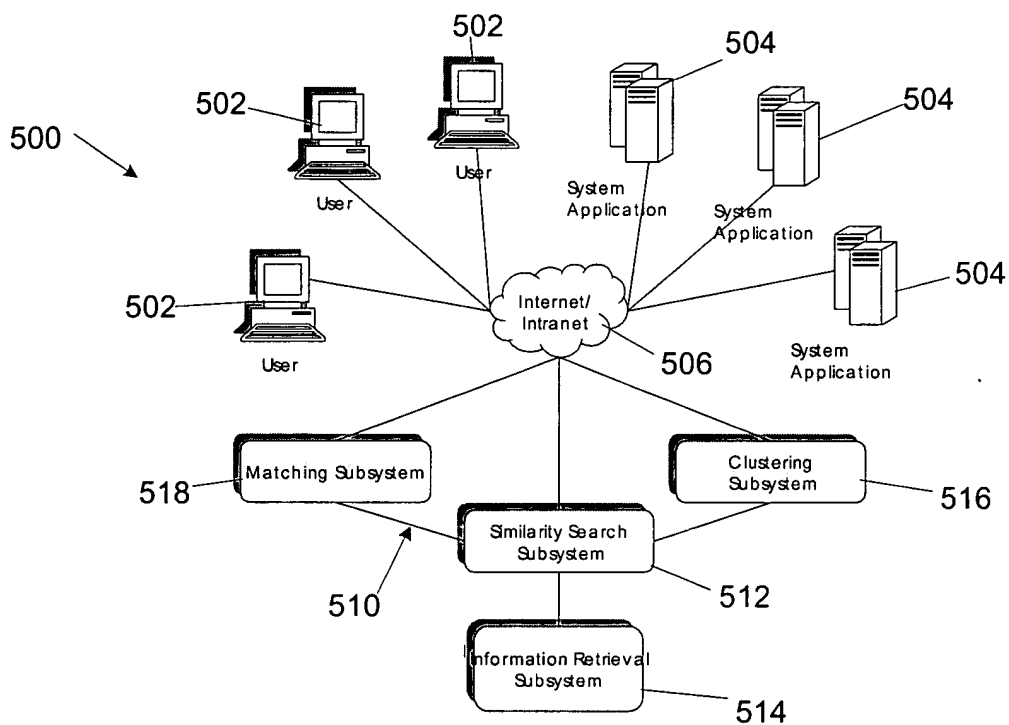 502
504
502
504
500
User
User
System
Application
System
Application
504
502
Internet/
Intranet
User
506
System
Application
Matching Subsystem
Clustering
Subsystem
518
516
Similarity Search
Subsystem
510
512
Information Retrieval
Subsystem
514